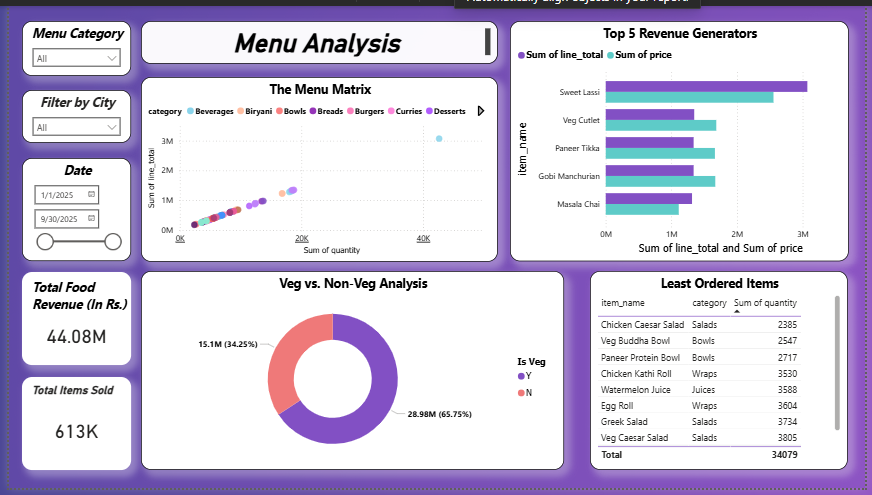 Menu Category
All
Filter by City
All
Date
1/1/2025
9/30/2025
Total Food
Revenue (In Rs.)
44.08M
Total Items Sold
613K
Menu Analysis
The Menu Matrix
category Beverages Biryani Bowls Breads Burgers Curries Desserts
Sum of line_total
3M
2M
1M
0M
0K 20K 40K
Sum of quantity
Top 5 Revenue Generators
Sum of line_total Sum of price
item_name
Sweet Lassi
Veg Cutlet
Paneer Tikka
Gobi Manchurian
Masala Chai
0M 1M 2M 3M
Sum of line_total and Sum of price
Veg vs. Non-Veg Analysis
15.1M (34.25%)
28.98M (65.75%)
Is Veg
Y
N
Least Ordered Items
item_name category Sum of quantity
Chicken Caesar Salad Salads 2385
Veg Buddha Bowl Bowls 2547
Paneer Protein Bowl Bowls 2717
Chicken Kathi Roll Wraps 3530
Watermelon Juice Juices 3588
Egg Roll Wraps 3604
Greek Salad Salads 3734
Veg Caesar Salad Salads 3805
Total 34079